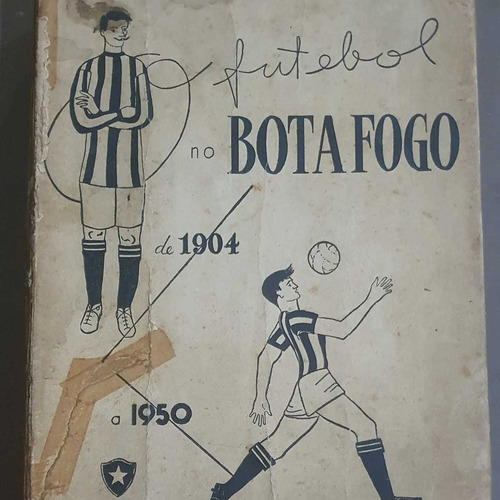 O futebol
no BOTAFOGO
de 1904
a 1950